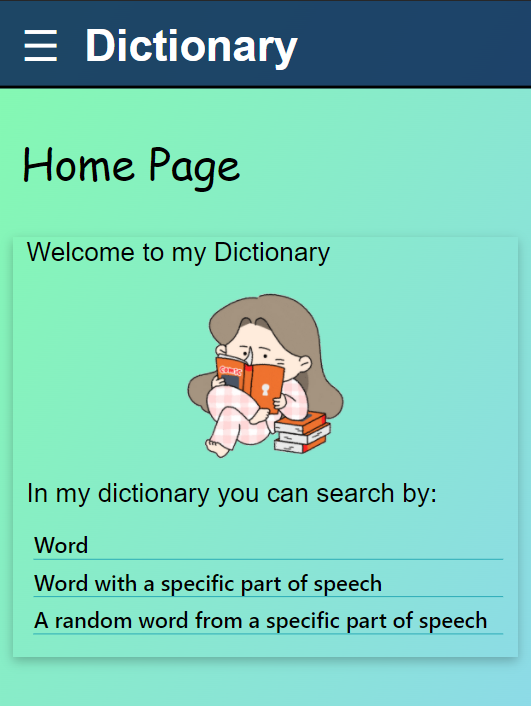 Dictionary
Home Page
Welcome to my Dictionary
In my dictionary you can search by:
Word
Word with a specific part of speech
A random word from a specific part of speech